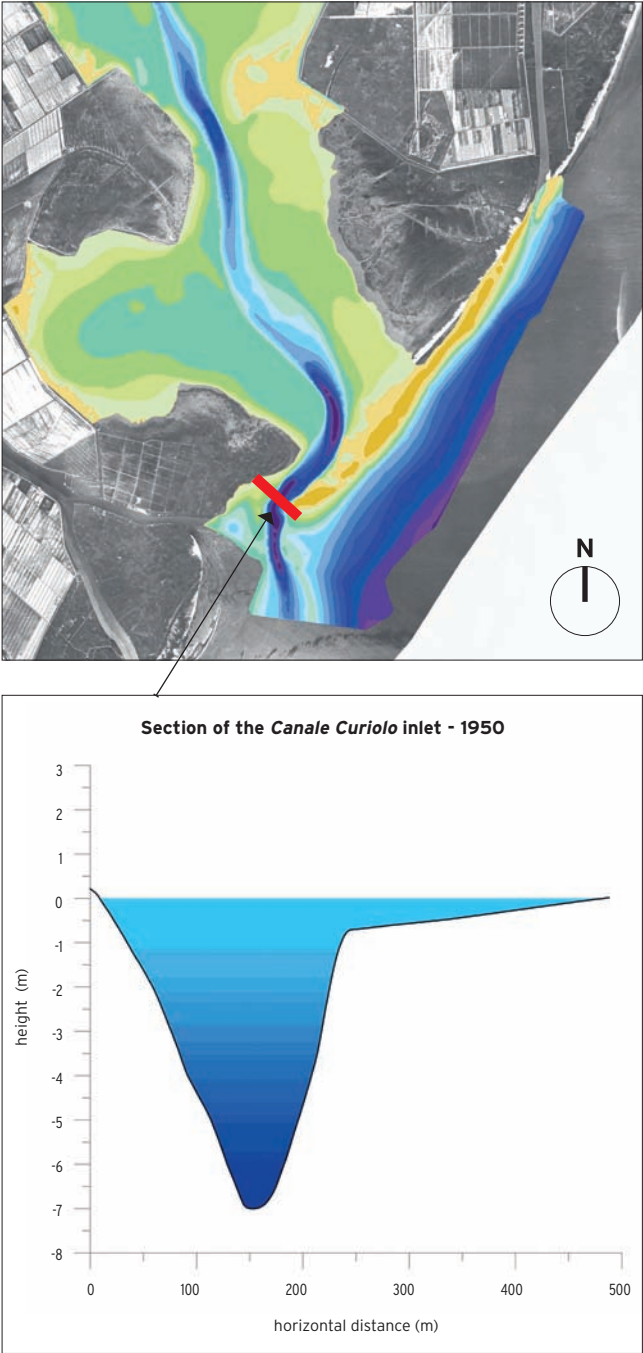 N
Section of the Canale Curiolo inlet - 1950
3
2
1
0
-1
-2
-3
-4
-5
-6
-7
-8
height (m)
0 100 200 300 400 500
horizontal distance (m)